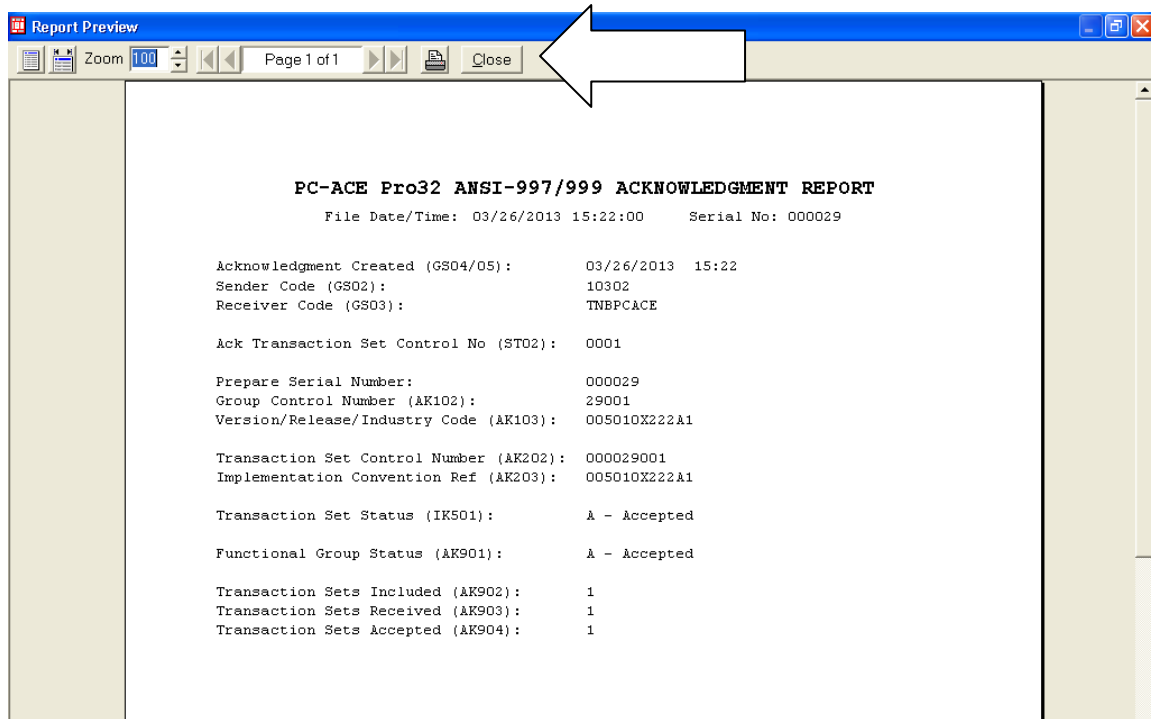 Report Preview
Zoom 100 Page 1 of 1 Close
PC-ACE Pro32 ANSI-997/999 ACKNOWLEDGMENT REPORT
File Date/Time: 03/26/2013 15:22:00 Serial No: 000029
Acknowledgment Created (GS04/05): 03/26/2013 15:22
Sender Code (GS02): 10302
Receiver Code (GS03): TNBPCACE
Ack Transaction Set Control No (ST02): 0001
Prepare Serial Number: 000029
Group Control Number (AK102): 29001
Version/Release/Industry Code (AK103): 005010X222A1
Transaction Set Control Number (AK202): 000029001
Implementation Convention Ref (AK203): 005010X222A1
Transaction Set Status (IK501): A - Accepted
Functional Group Status (AK901): A - Accepted
Transaction Sets Included (AK902): 1
Transaction Sets Received (AK903): 1
Transaction Sets Accepted (AK904): 1